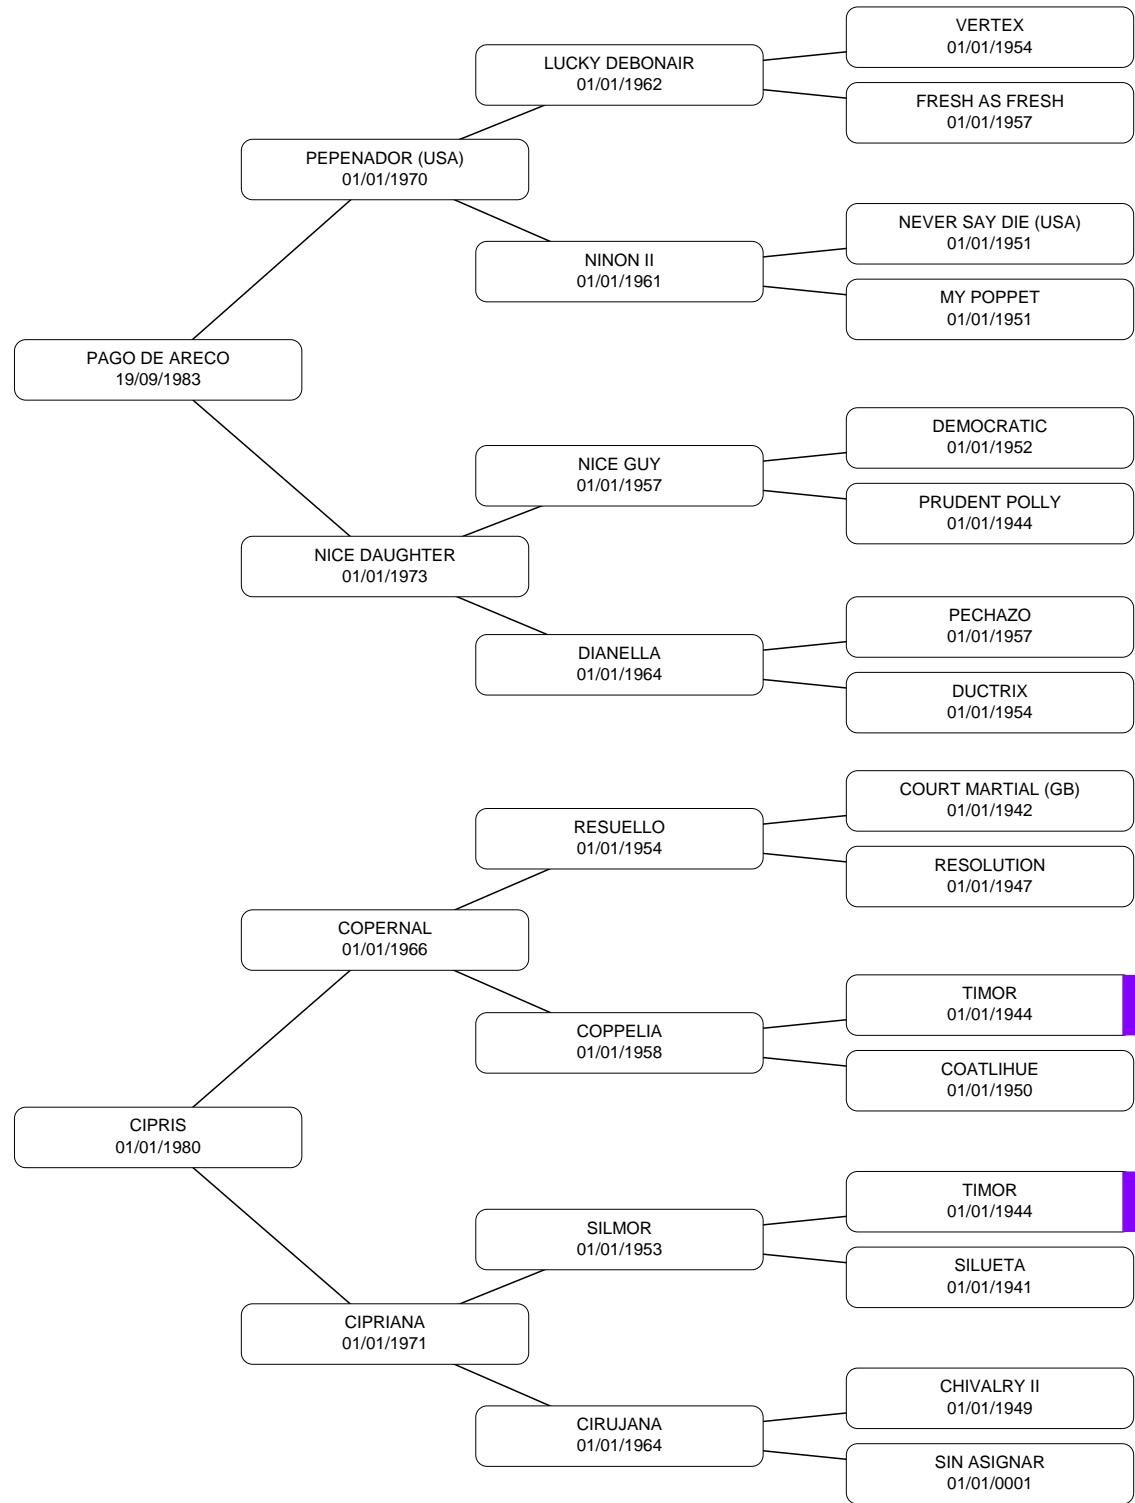 VERTEX
01/01/1954
LUCKY DEBONAIR
01/01/1962
FRESH AS FRESH
01/01/1957
PEPENADOR (USA)
01/01/1970
NEVER SAY DIE (USA)
01/01/1951
NINON II
01/01/1961
MY POPPET
01/01/1951
PAGO DE ARECO
19/09/1983
DEMOCRATIC
01/01/1952
NICE GUY
01/01/1957
PRUDENT POLLY
01/01/1944
NICE DAUGHTER
01/01/1973
PECHAZO
01/01/1957
DIANELLA
01/01/1964
DUCTRIX
01/01/1954
COURT MARTIAL (GB)
01/01/1942
RESUELLO
01/01/1954
RESOLUTION
01/01/1947
COPERNAL
01/01/1966
TIMOR
01/01/1944
COPPELIA
01/01/1958
COATLIHUE
01/01/1950
CIPRIS
01/01/1980
TIMOR
01/01/1944
SILMOR
01/01/1953
SILUETA
01/01/1941
CIPRIANA
01/01/1971
CHIVALRY II
01/01/1949
CIRUJANA
01/01/1964
SIN ASIGNAR
01/01/0001